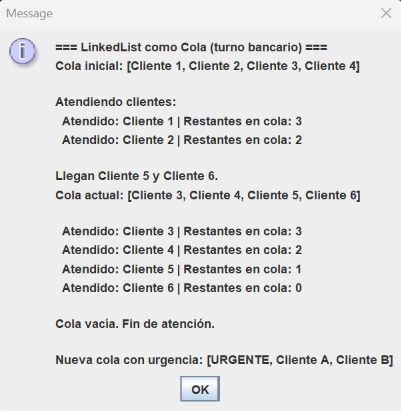 Message
=== LinkedList como Cola (turno bancario) ===
Cola inicial: [Cliente 1, Cliente 2, Cliente 3, Cliente 4]
Atendiendo clientes:
Atendido: Cliente 1 | Restantes en cola: 3
Atendido: Cliente 2 | Restantes en cola: 2
Llegan Cliente 5 y Cliente 6.
Cola actual: [Cliente 3, Cliente 4, Cliente 5, Cliente 6]
Atendido: Cliente 3 | Restantes en cola: 3
Atendido: Cliente 4 | Restantes en cola: 2
Atendido: Cliente 5 | Restantes en cola: 1
Atendido: Cliente 6 | Restantes en cola: 0
Cola vacía. Fin de atención.
Nueva cola con urgencia: [URGENTE, Cliente A, Cliente B]
OK